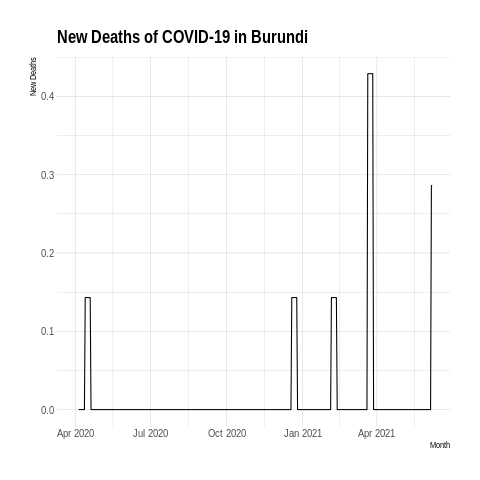 New Deaths of COVID-19 in Burundi
New Deaths
0.4
0.3
0.2
0.1
0.0
Apr 2020 Jul 2020 Oct 2020 Jan 2021 Apr 2021
Month